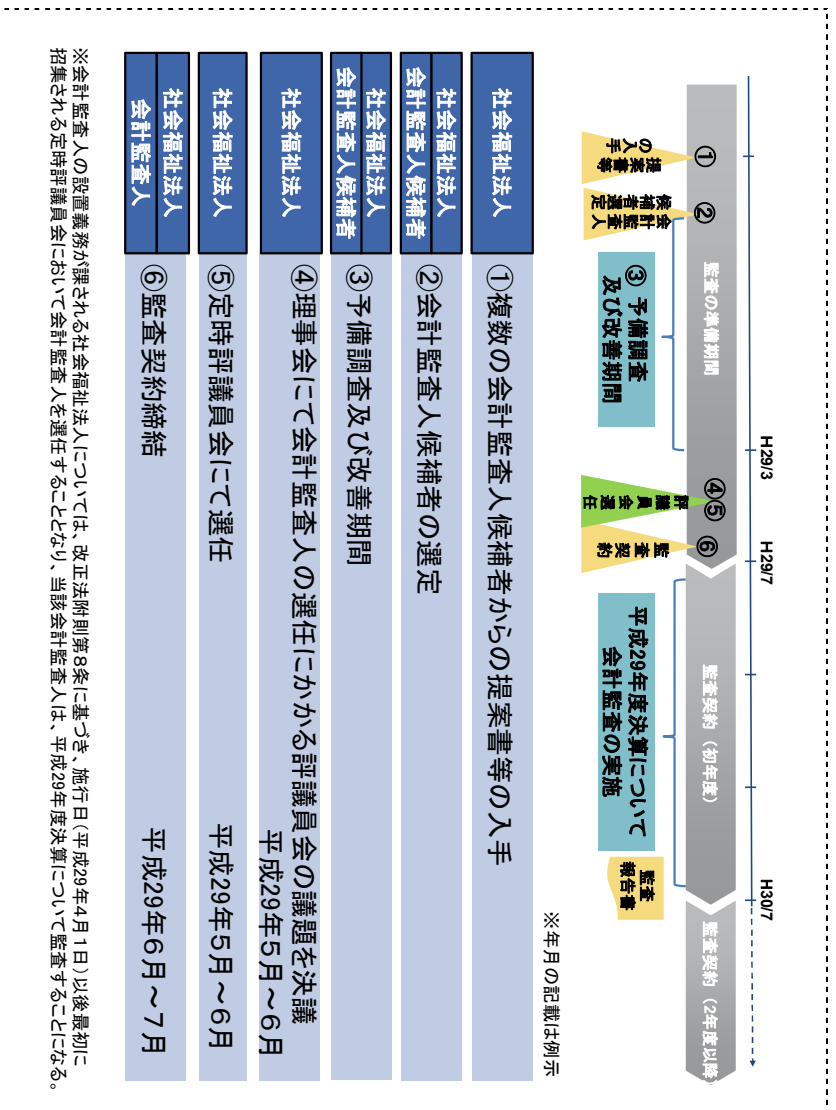 H29/3
H29/7
H30/7
監査の準備期間
監査契約（初年度）
監査契約（2年度以降）
①
②
④⑤
⑥
提案書等
の入手
会計監査人
候補者選定
③ 予備調査
及び改善期間
評議員会選任
監査契約
平成29年度決算について
会計監査の実施
監査
報告書
※年月の記載は例示
社会福祉法人
①複数の会計監査人候補者からの提案書等の入手
社会福祉法人
会計監査人候補者
②会計監査人候補者の選定
社会福祉法人
会計監査人候補者
③予備調査及び改善期間
社会福祉法人
④理事会にて会計監査人の選任にかかる評議員会の議題を決議
平成29年5月～6月
社会福祉法人
⑤定時評議員会にて選任
平成29年5月～6月
社会福祉法人
会計監査人
⑥監査契約締結
平成29年6月～7月
※会計監査人の設置義務が課される社会福祉法人については、改正法附則第8条に基づき、施行日（平成29年4月1日）以後最初に
招集される定時評議員会において会計監査人を選任することとなり、当該会計監査人は、平成29年度決算について監査することになる。